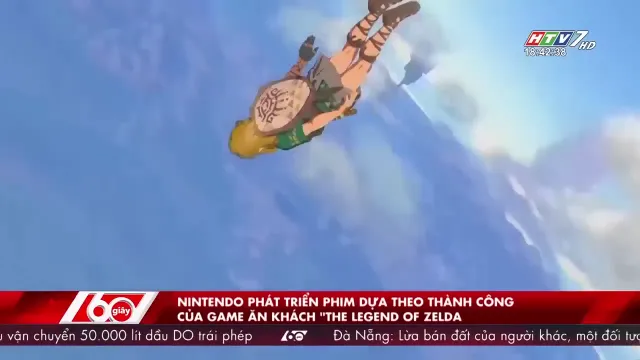 HTV7 HD
18:42:38
NINTENDO PHÁT TRIỂN PHIM DỰA THEO THÀNH CÔNG
CỦA GAME ĂN KHÁCH "THE LEGEND OF ZELDA
60 giây
vận chuyển 50.000 lít dầu DO trái phép 60 giây Đà Nẵng: Lừa bán đất của người khác, một đối